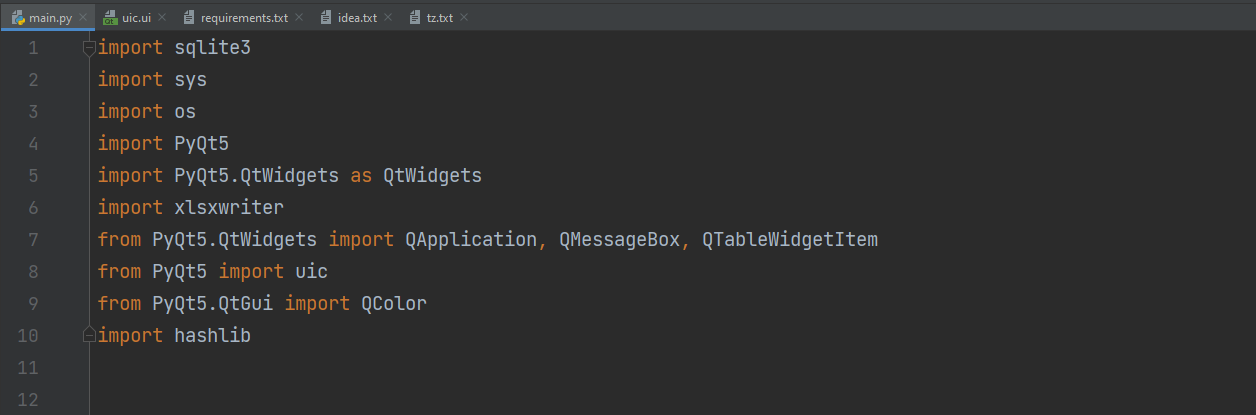 main.py uic.ui requirements.txt idea.txt tz.txt
1 import sqlite3
2 import sys
3 import os
4 import PyQt5
5 import PyQt5.QtWidgets as QtWidgets
6 import xlsxwriter
7 from PyQt5.QtWidgets import QApplication, QMessageBox, QTableWidgetItem
8 from PyQt5 import uic
9 from PyQt5.QtGui import QColor
10 import hashlib
11
12